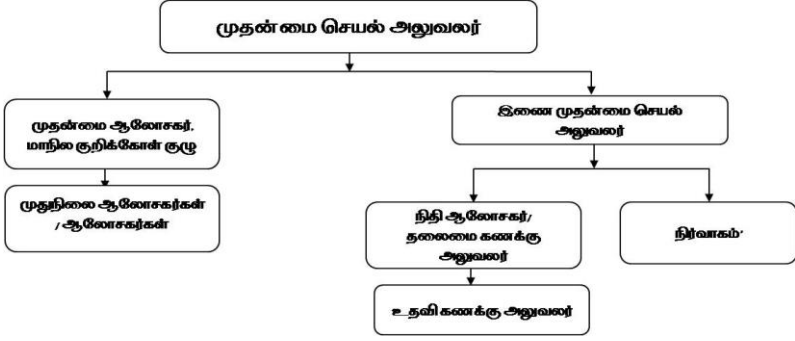 முதன்மை செயல் அலுவலர்
முதன்மை ஆலோசகர்,
மாநில குறிக்கோள் குழு
இணை முதன்மை செயல்
அலுவலர்
முதுநிலை ஆலோசகர்கள்
/ ஆலோசகர்கள்
நிதி ஆலோசகர்/
தலைமை கணக்கு
அலுவலர்
நிர்வாகம்'
உதவி கணக்கு அலுவலர்